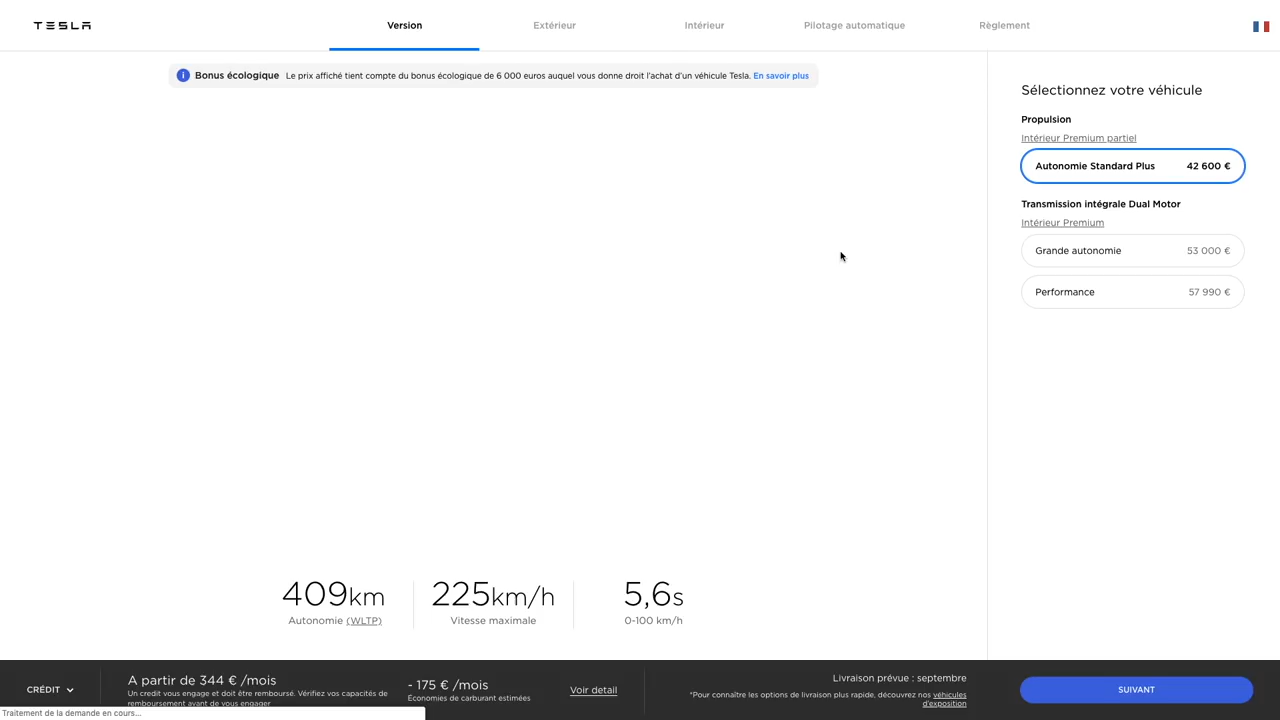 TESLA
Version
Extérieur
Intérieur
Pilotage automatique
Règlement
Bonus écologique Le prix affiché tient compte du bonus écologique de 6 000 euros auquel vous donne droit l'achat d'un véhicule Tesla. En savoir plus
Sélectionnez votre véhicule
Propulsion
Intérieur Premium partiel
Autonomie Standard Plus 42 600 €
Transmission intégrale Dual Motor
Intérieur Premium
Grande autonomie 53 000 €
Performance 57 990 €
409km
Autonomie (WLTP)
225km/h
Vitesse maximale
5,6s
0-100 km/h
CRÉDIT
A partir de 344 € /mois
Un credit vous engage et doit être remboursé. Vérifiez vos capacités de
remboursement avant de vous engager
- 175 € /mois
Économies de carburant estimées
Voir detail
Livraison prévue : septembre
*Pour connaître les options de livraison plus rapide, découvrez nos véhicules
d'exposition
SUIVANT
Traitement de la demande en cours...